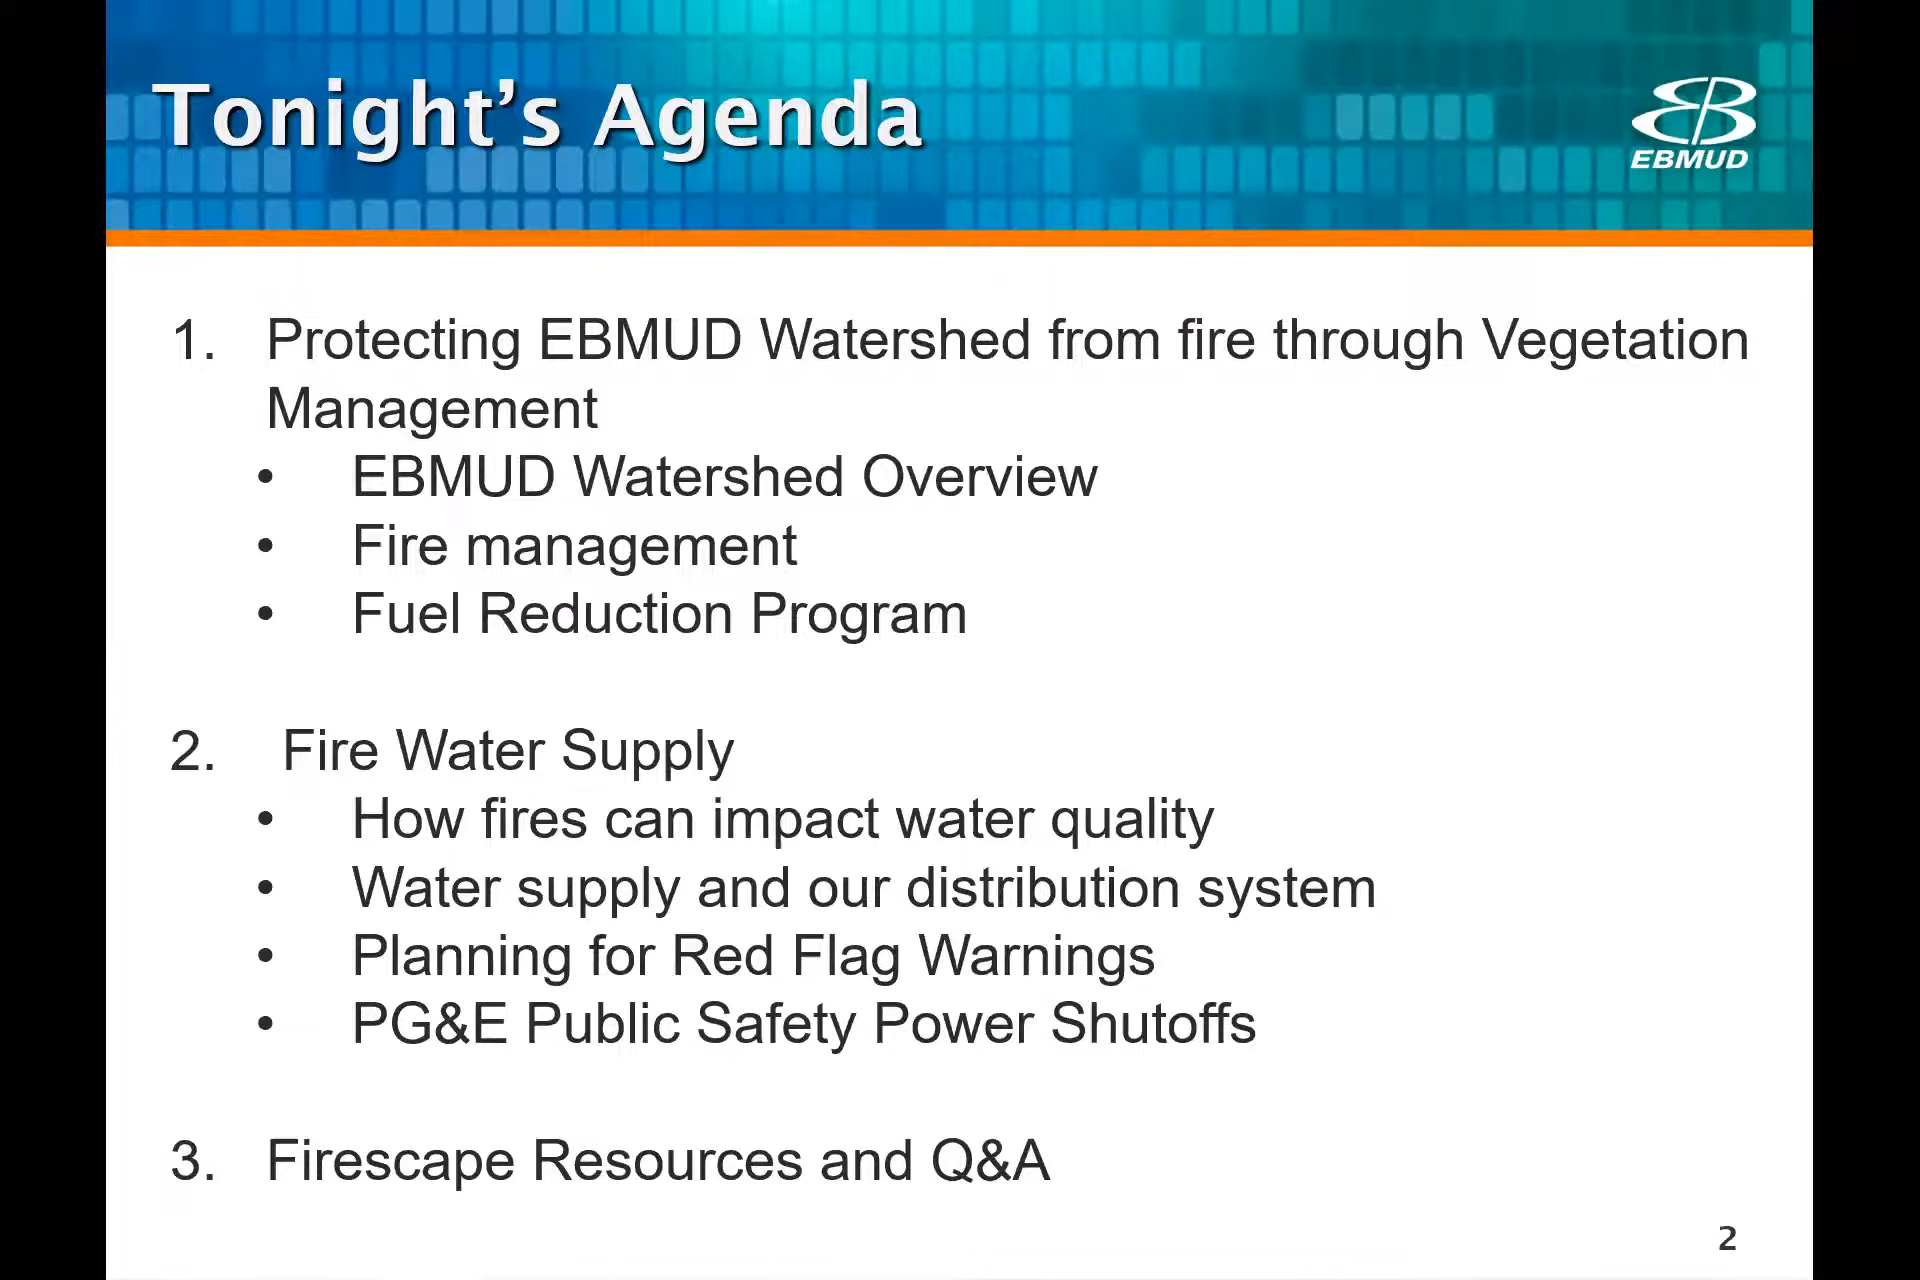 Tonight’s Agenda
EBMUD
1. Protecting EBMUD Watershed from fire through Vegetation
Management
• EBMUD Watershed Overview
• Fire management
• Fuel Reduction Program
2. Fire Water Supply
• How fires can impact water quality
• Water supply and our distribution system
• Planning for Red Flag Warnings
• PG&E Public Safety Power Shutoffs
3. Firescape Resources and Q&A
2